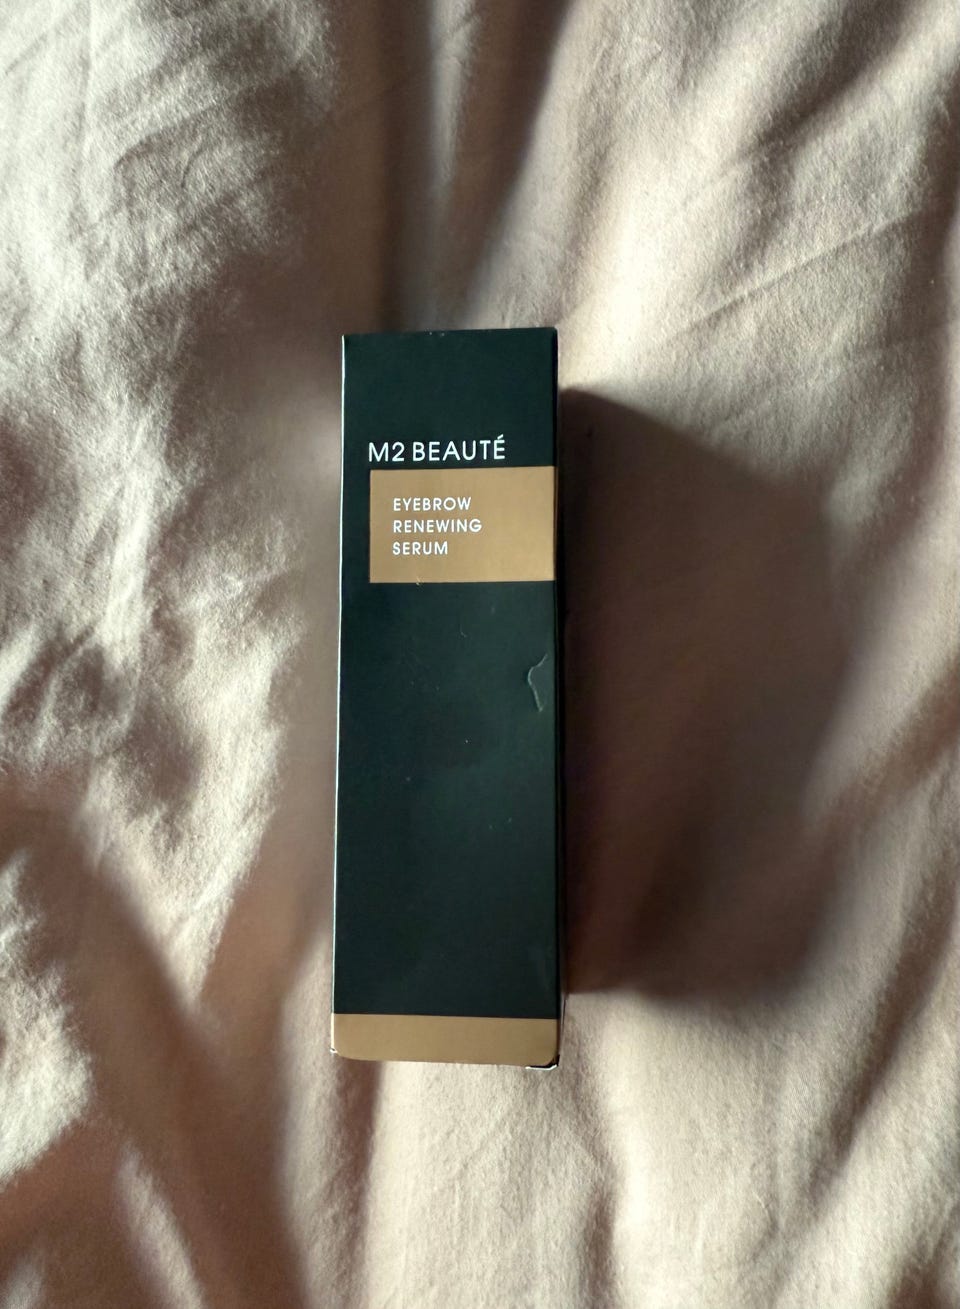 M2 BEAUTÉ
EYEBROW
RENEWING
SERUM